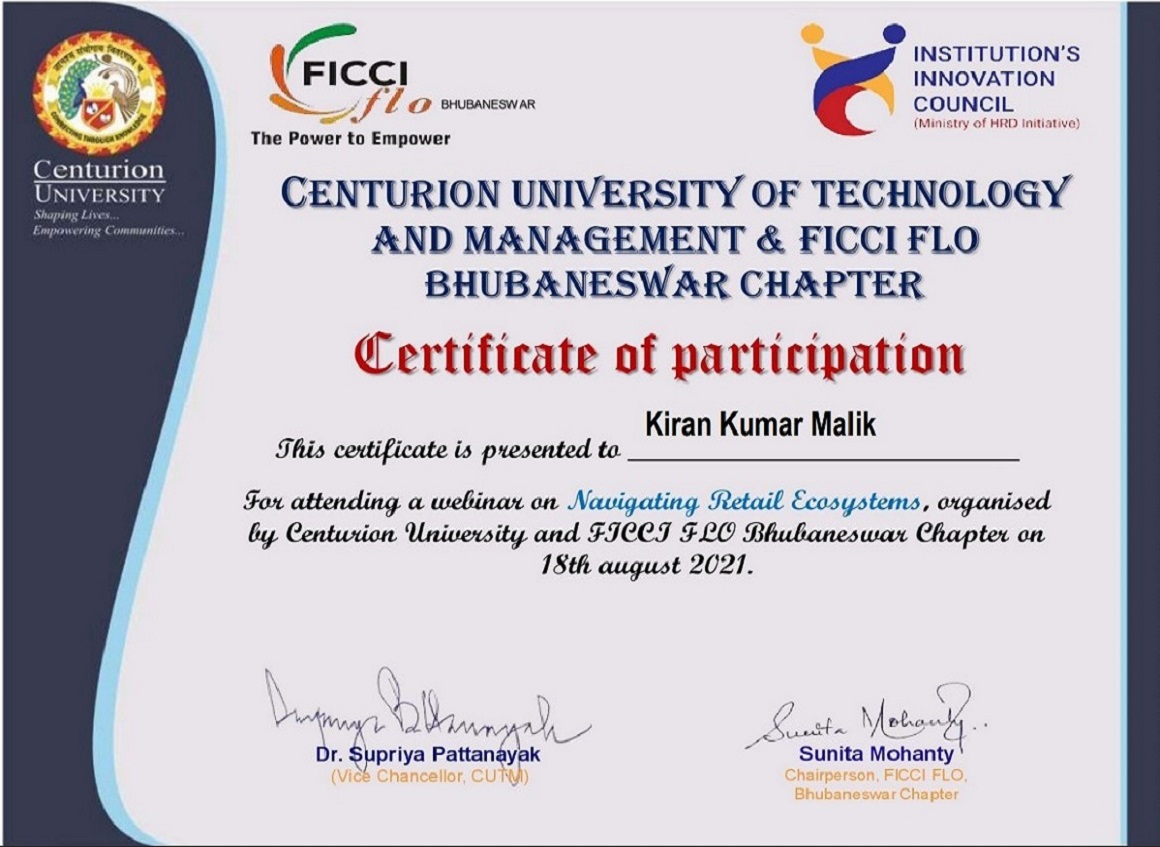 Centurion
UNIVERSITY
Shaping Lives...
Empowering Communities...
FICCI
flo BHUBANESWAR
The Power to Empower
INSTITUTION'S
INNOVATION
COUNCIL
(Ministry of HRD Initiative)
CENTURION UNIVERSITY OF TECHNOLOGY
AND MANAGEMENT & FICCI FLO
BHUBANESWAR CHAPTER
Certificate of participation
Kiran Kumar Malik
This certificate is presented to
For attending a webinar on Navigating Retail Ecosystems, organised
by Centurion University and FICCI FLO Bhubaneswar Chapter on
18th august 2021.
Sunita Mohanty
Dr. Supriya Pattanayak
(Vice Chancellor, CUTM)
Sunita Mohanty
Chairperson, FICCI FLO,
Bhubaneswar Chapter